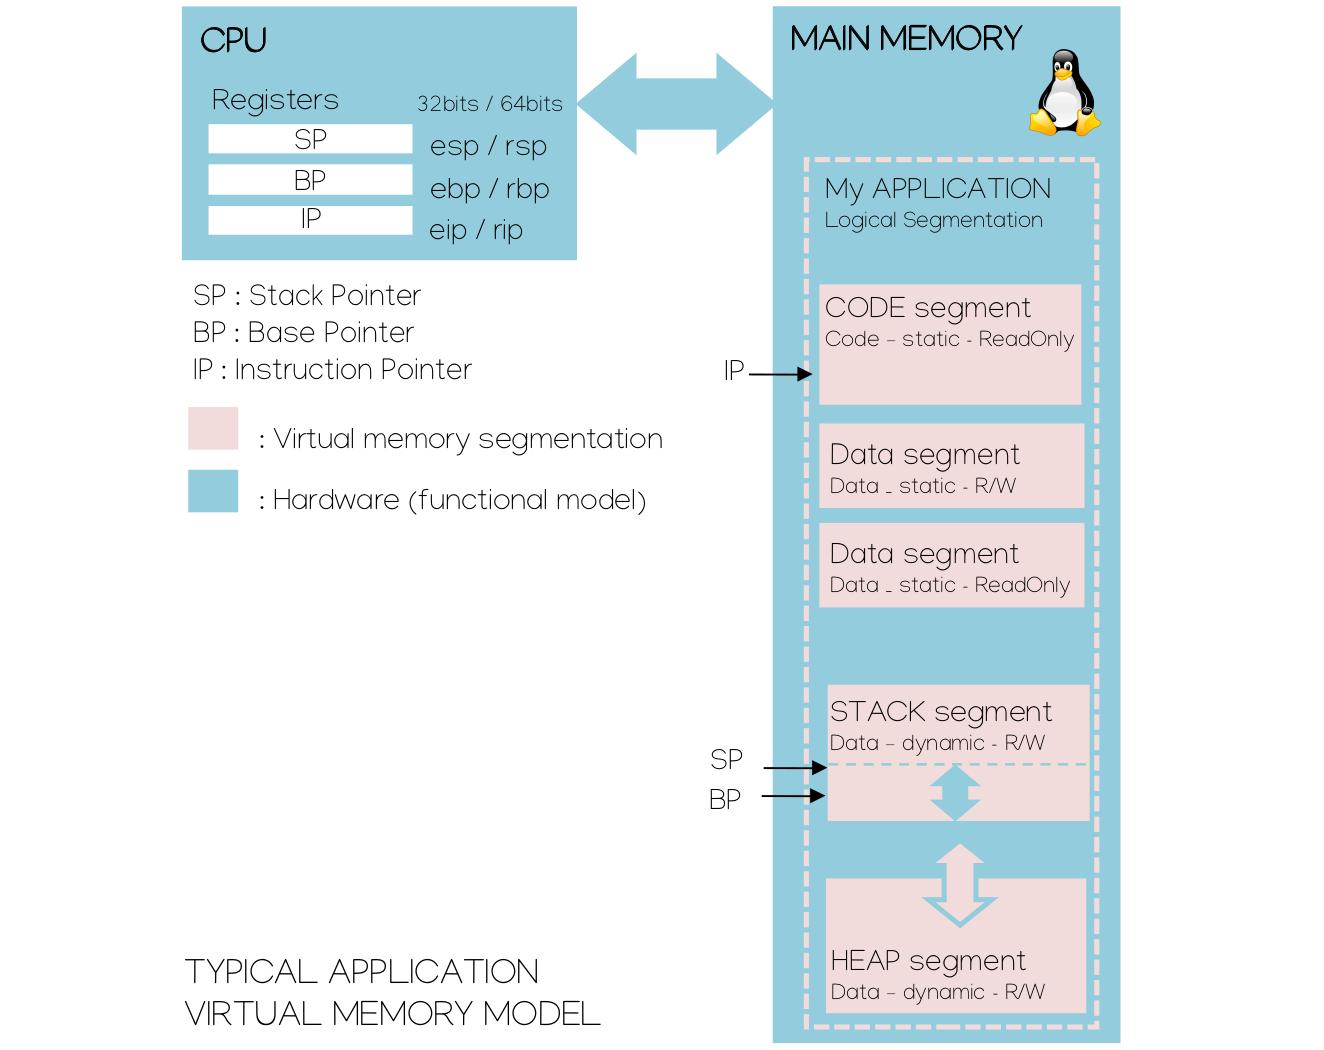 CPU
Registers 32bits / 64bits
SP esp / rsp
BP ebp / rbp
IP eip / rip
SP : Stack Pointer
BP : Base Pointer
IP : Instruction Pointer
: Virtual memory segmentation
: Hardware (functional model)
MAIN MEMORY
My APPLICATION
Logical Segmentation
CODE segment
Code – static - ReadOnly
IP
Data segment
Data _ static - R/W
Data segment
Data _ static - ReadOnly
STACK segment
Data – dynamic - R/W
SP
BP
HEAP segment
Data – dynamic - R/W
TYPICAL APPLICATION
VIRTUAL MEMORY MODEL